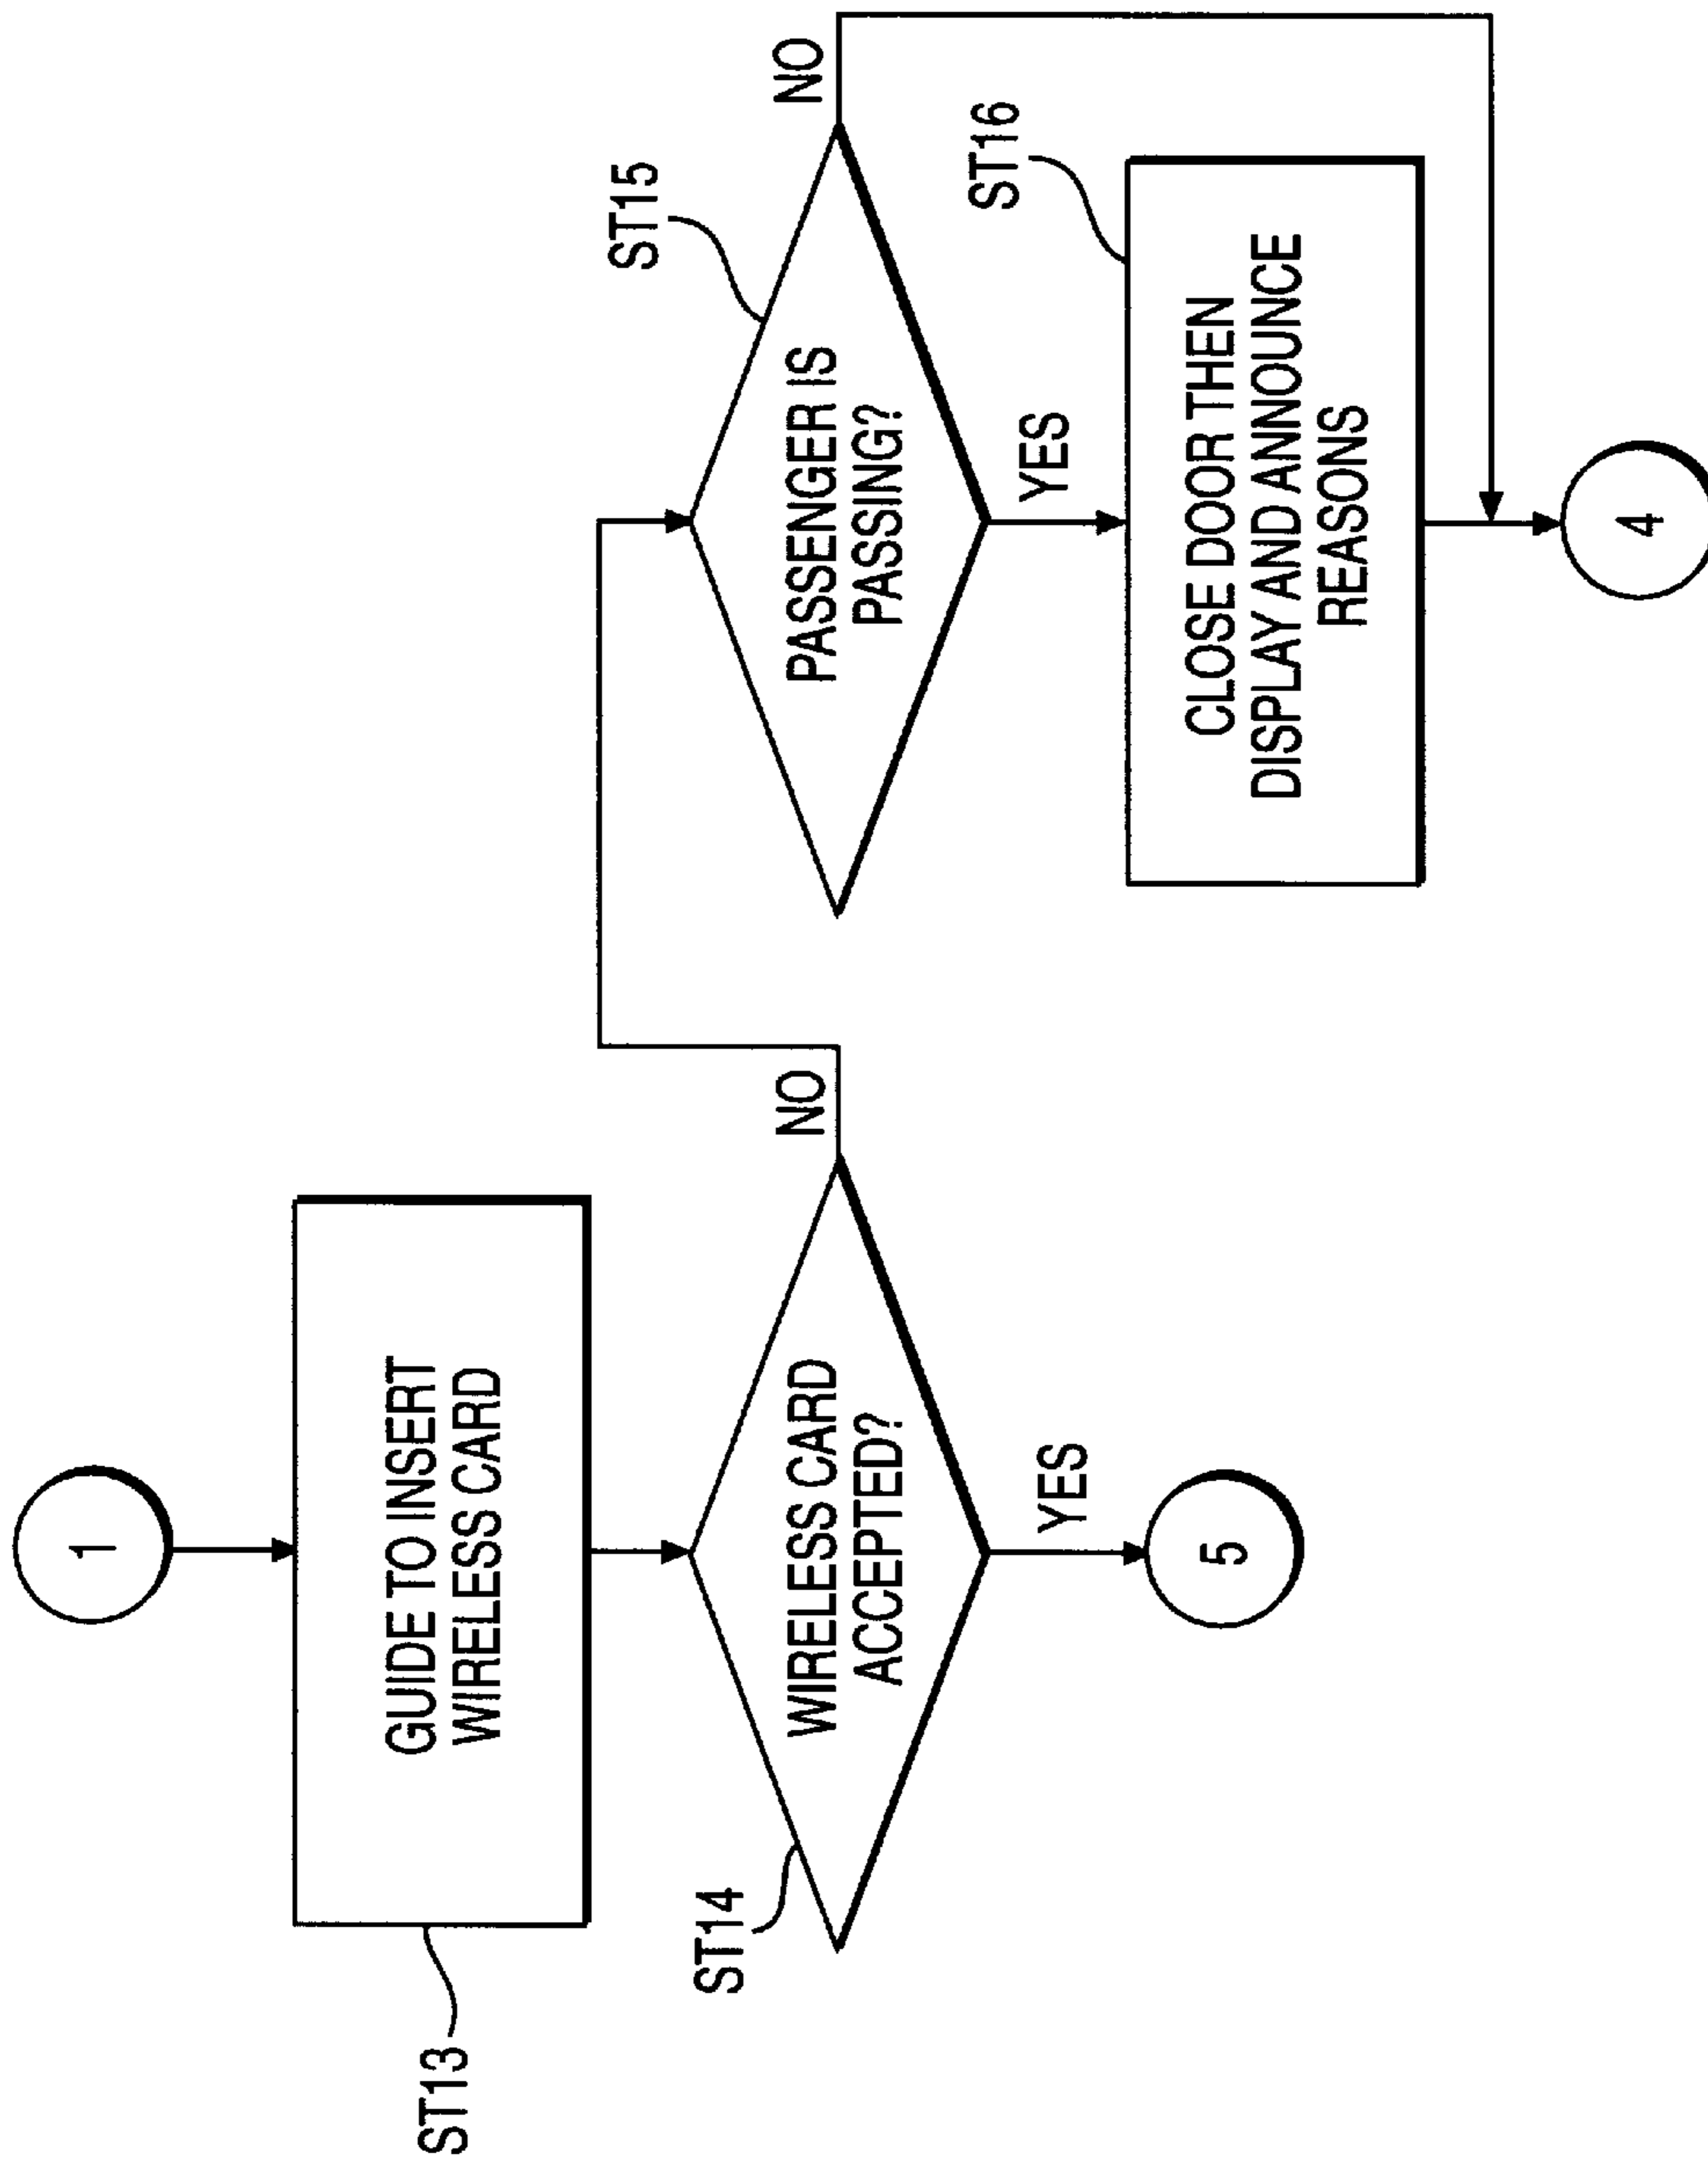 1
GUIDE TO INSERT
WIRELESS CARD
ST13
ST14
WIRELESS CARD
ACCEPTED?
NO
YES
5
ST15
PASSENGER IS
PASSING?
NO
YES
ST16
CLOSE DOOR THEN
DISPLAY AND ANNOUNCE
REASONS
4